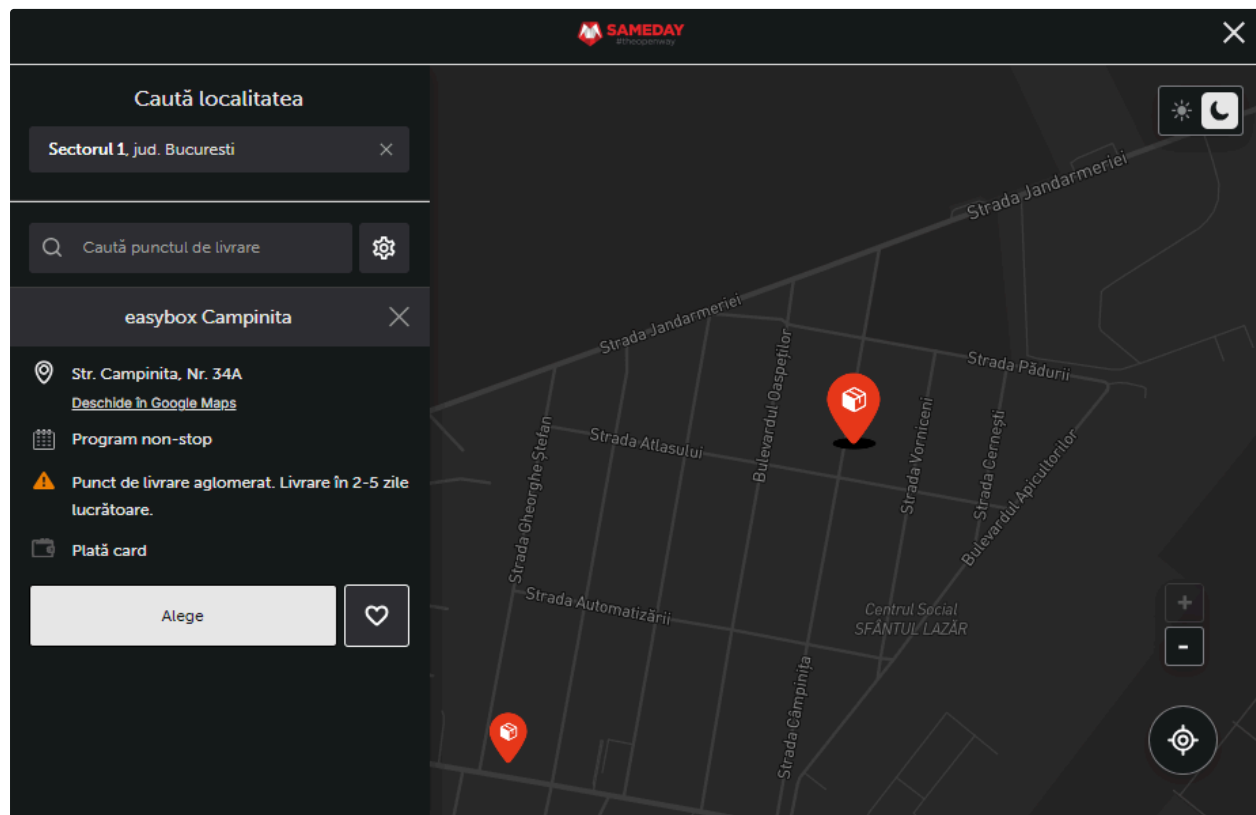 SAMEDAY
#theopenway
Caută localitatea
Sectorul 1, jud. Bucuresti
Caută punctul de livrare
easybox Campinita
Str. Campinita, Nr. 34A
Deschide în Google Maps
Program non-stop
Punct de livrare aglomerat. Livrare în 2-5 zile
lucrătoare.
Plată card
Alege
Strada Jandarmeriei
Strada Jandarmeriei
Strada Pădurii
Bulevardul Oaspeților
Strada Vorniceni
Strada Cernești
Strada Atlasului
Strada Gheorghe Ștefan
Bulevardul Apicultorilor
Strada Automatizării
Centrul Social
SFÂNTUL LAZĂR
Strada Câmpinița
+
-